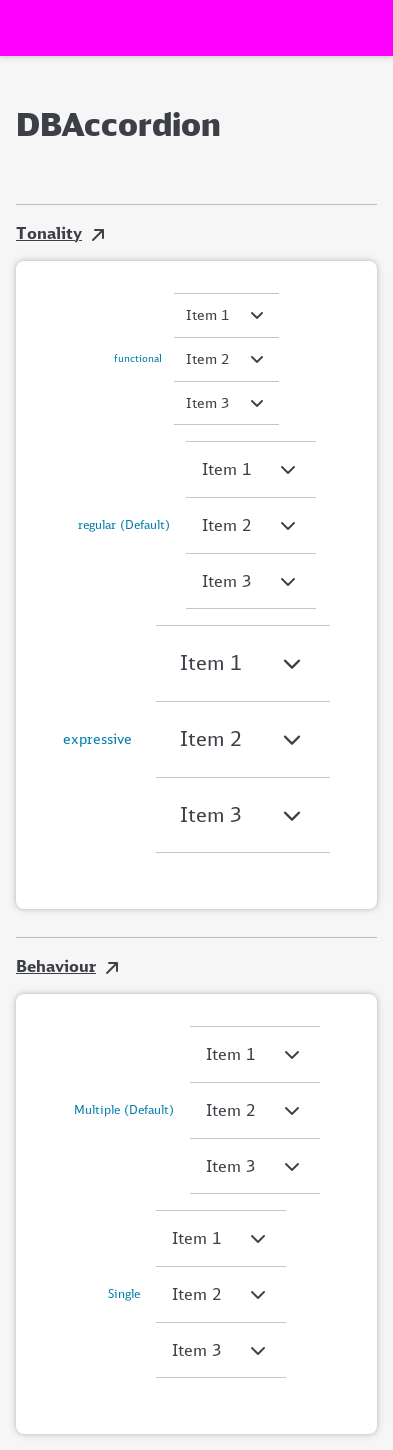 DBAccordion
Tonality
Item 1
functional
Item 2
Item 3
Item 1
regular (Default)
Item 2
Item 3
Item 1
expressive
Item 2
Item 3
Behaviour
Item 1
Multiple (Default)
Item 2
Item 3
Item 1
Single
Item 2
Item 3